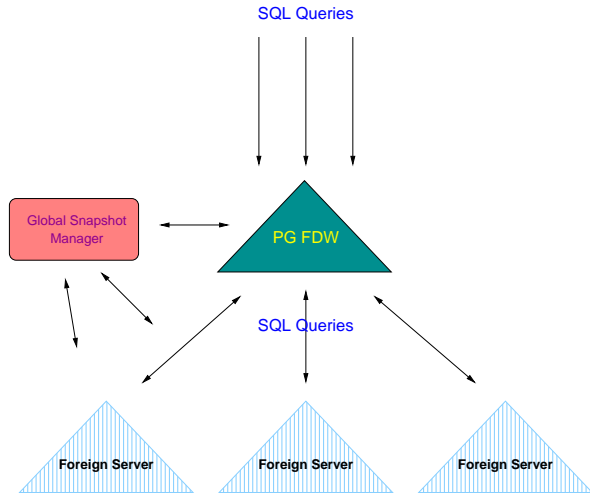 SQL Queries
Global Snapshot
Manager
PG FDW
SQL Queries
Foreign Server
Foreign Server
Foreign Server